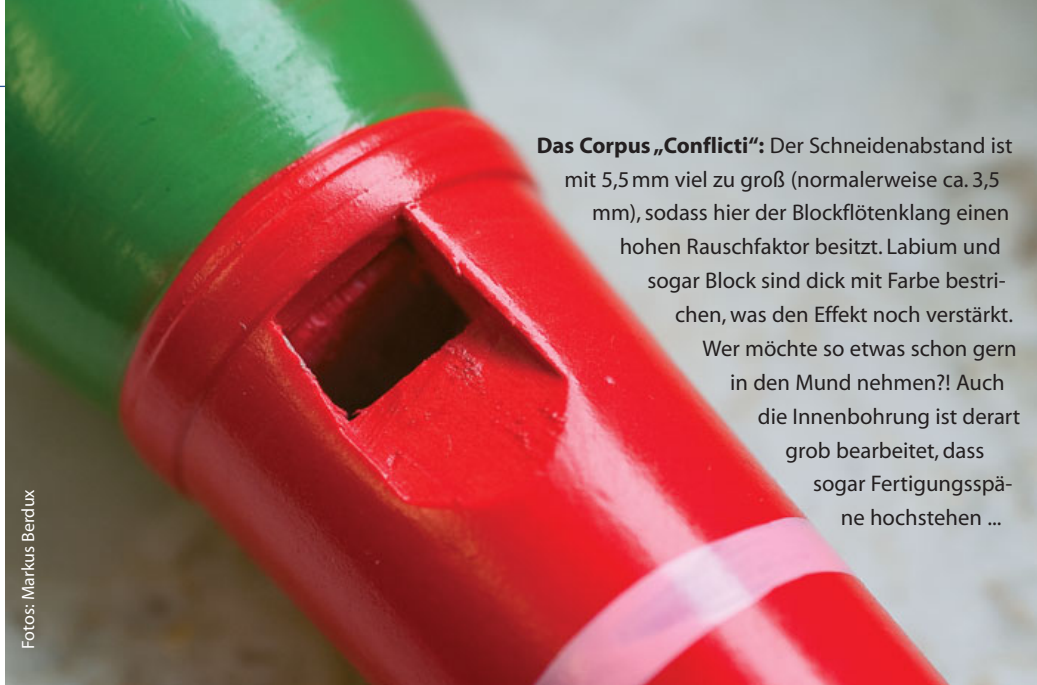 Das Corpus „Conflicti“: Der Schneidenabstand ist
mit 5,5 mm viel zu groß (normalerweise ca. 3,5
mm), sodass hier der Blockflötenklang einen
hohen Rauschfaktor besitzt. Labium und
sogar Block sind dick mit Farbe bestri-
chen, was den Effekt noch verstärkt.
Wer möchte so etwas schon gern
in den Mund nehmen?! Auch
die Innenbohrung ist derart
grob bearbeitet, dass
sogar Fertigungsspä-
ne hochstehen ...
Fotos: Markus Berdux